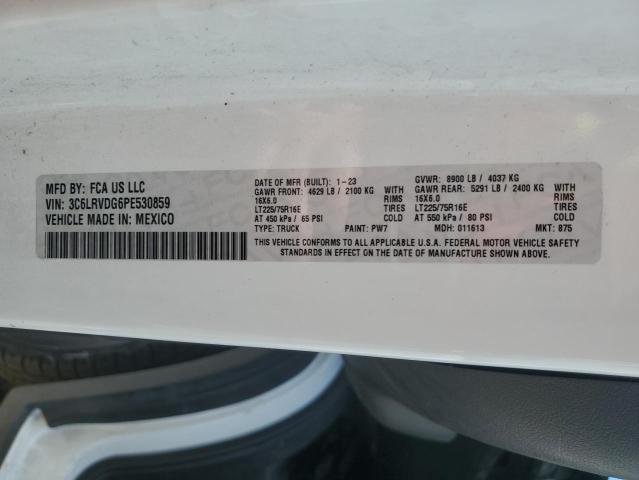 MFD BY: FCA US LLC
VIN: 3C6LRVDG6PE530859
VEHICLE MADE IN: MEXICO
DATE OF MFR (BUILT): 1-23 GVWR: 8900 LB / 4037 KG
GAWR FRONT: 4629 LB / 2100 KG GAWR REAR: 5291 LB / 2400 KG
16X6.0 RIMS 16X6.0 RIMS
LT225/75R16E TIRES LT225/75R16E TIRES
AT 450 kPa / 65 PSI COLD AT 550 kPa / 80 PSI COLD
TYPE: TRUCK PAINT: PW7 MDH: 011613 MKT: 875
THIS VEHICLE CONFORMS TO ALL APPLICABLE U.S.A. FEDERAL MOTOR VEHICLE SAFETY
STANDARDS IN EFFECT ON THE DATE OF MANUFACTURE SHOWN ABOVE.